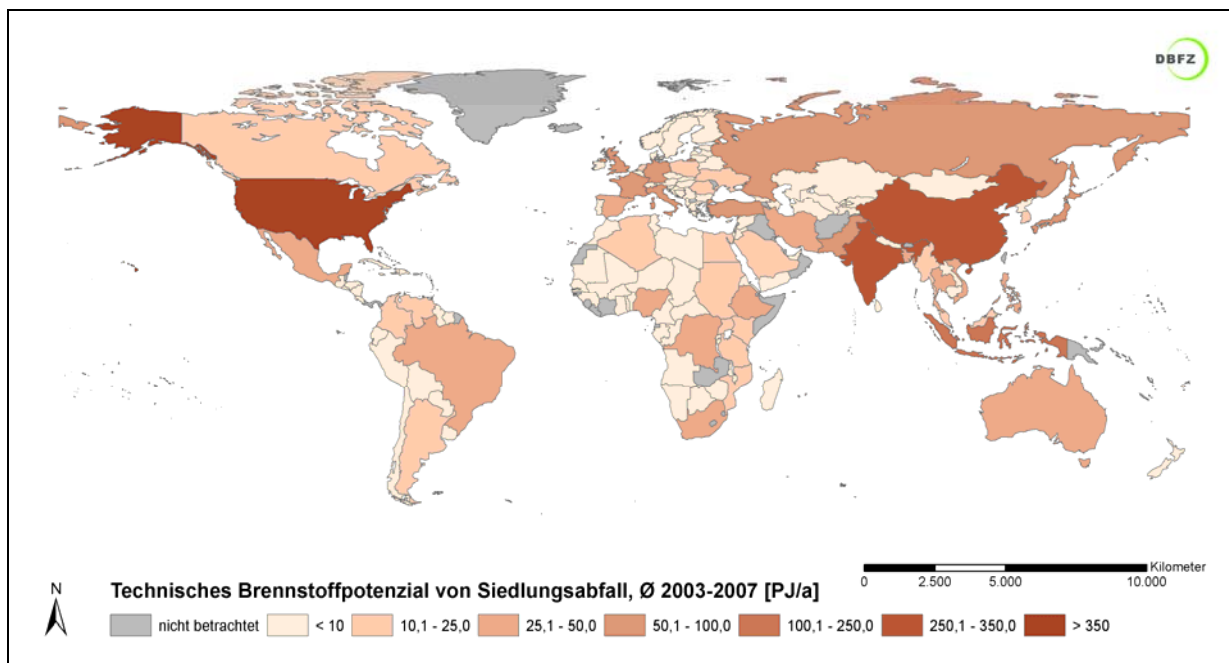 DBFZ
Kilometer
0 2.500 5.000 10.000
N
Technisches Brennstoffpotenzial von Siedlungsabfall, Ø 2003-2007 [PJ/a]
nicht betrachtet < 10 10,1 - 25,0 25,1 - 50,0 50,1 - 100,0 100,1 - 250,0 250,1 - 350,0 > 350